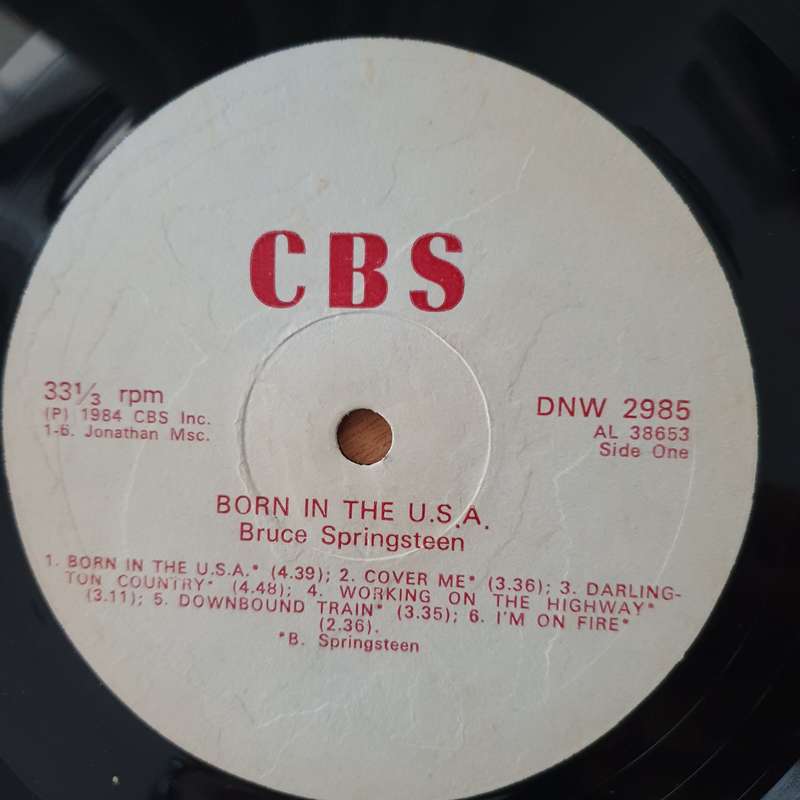 CBS
33⅓ rpm
(P) 1984 CBS Inc.
1-6. Jonathan Msc.
DNW 2985
AL 38653
Side One
BORN IN THE U.S.A.
Bruce Springsteen
1. BORN IN THE U.S.A.* (4.39); 2. COVER ME* (3.36); 3. DARLING-
TON COUNTRY* (4.48); 4. WORKING ON THE HIGHWAY*
(3.11); 5. DOWNBOUND TRAIN* (3.35); 6. I'M ON FIRE*
(2.36).
*B. Springsteen